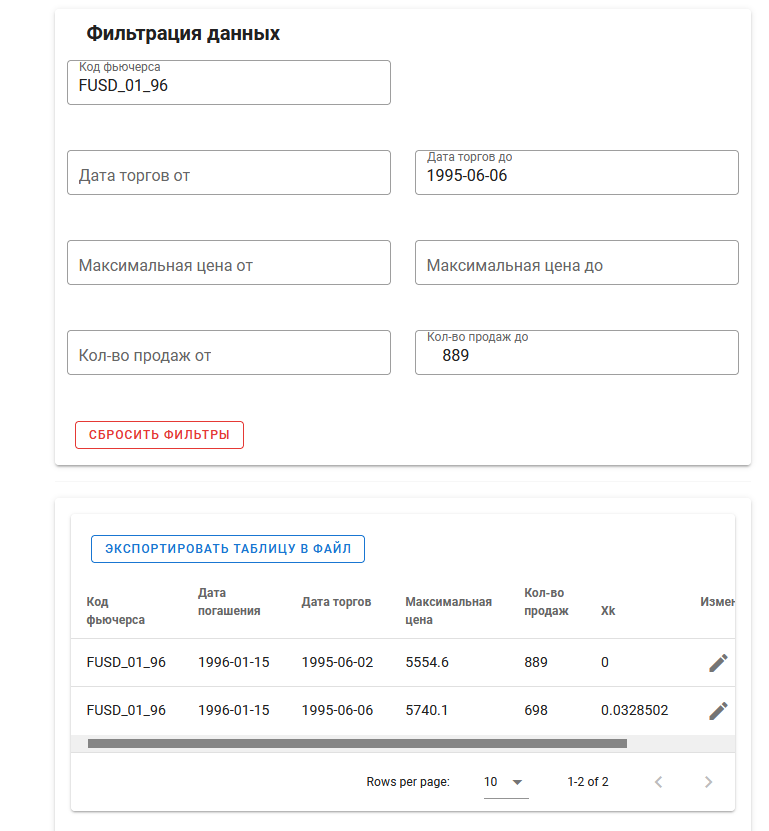 Фильтрация данных
Код фьючерса
FUSD_01_96
Дата торгов от
Дата торгов до
1995-06-06
Максимальная цена от
Максимальная цена до
Кол-во продаж от
Кол-во продаж до
889
СБРОСИТЬ ФИЛЬТРЫ
ЭКСПОРТИРОВАТЬ ТАБЛИЦУ В ФАЙЛ
Код фьючерса Дата погашения Дата торгов Максимальная цена Кол-во продаж Xk Измен
FUSD_01_96 1996-01-15 1995-06-02 5554.6 889 0
FUSD_01_96 1996-01-15 1995-06-06 5740.1 698 0.0328502
Rows per page: 10 1-2 of 2